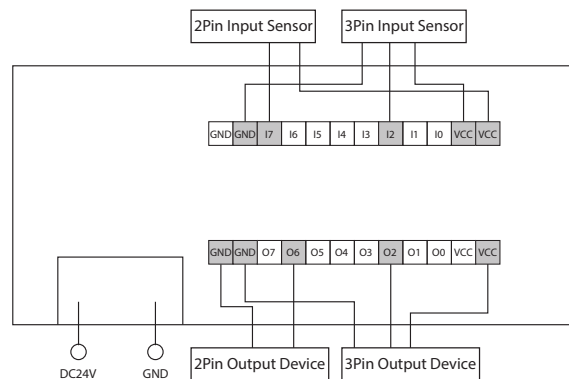 2Pin Input Sensor 3Pin Input Sensor
GND GND I7 I6 I5 I4 I3 I2 I1 I0 VCC VCC
GND GND O7 O6 O5 O4 O3 O2 O1 O0 VCC VCC
2Pin Output Device 3Pin Output Device
DC24V GND